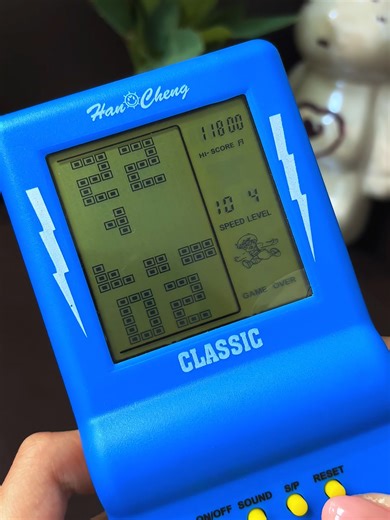 Han Cheng
11800
HI-SCORE
10 4
SPEED LEVEL
GAME OVER
CLASSIC
ON/OFF SOUND S/P RESET